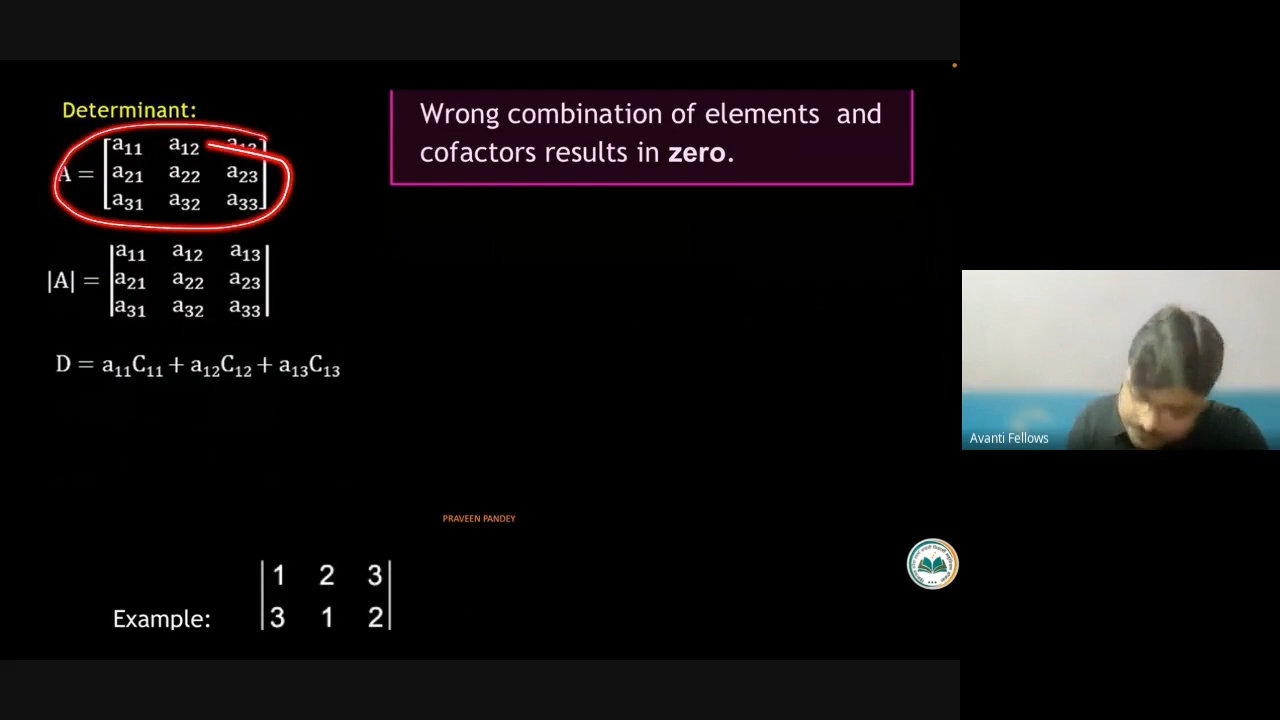 Determinant:
A = [a₁₁ a₁₂ a₁₃
a₂₁ a₂₂ a₂₃
a₃₁ a₃₂ a₃₃]
|A| = |a₁₁ a₁₂ a₁₃
a₂₁ a₂₂ a₂₃
a₃₁ a₃₂ a₃₃|
D = a₁₁C₁₁ + a₁₂C₁₂ + a₁₃C₁₃
Wrong combination of elements and
cofactors results in zero.
Avanti Fellows
PRAVEEN PANDEY
Example:
|1 2 3|
|3 1 2|